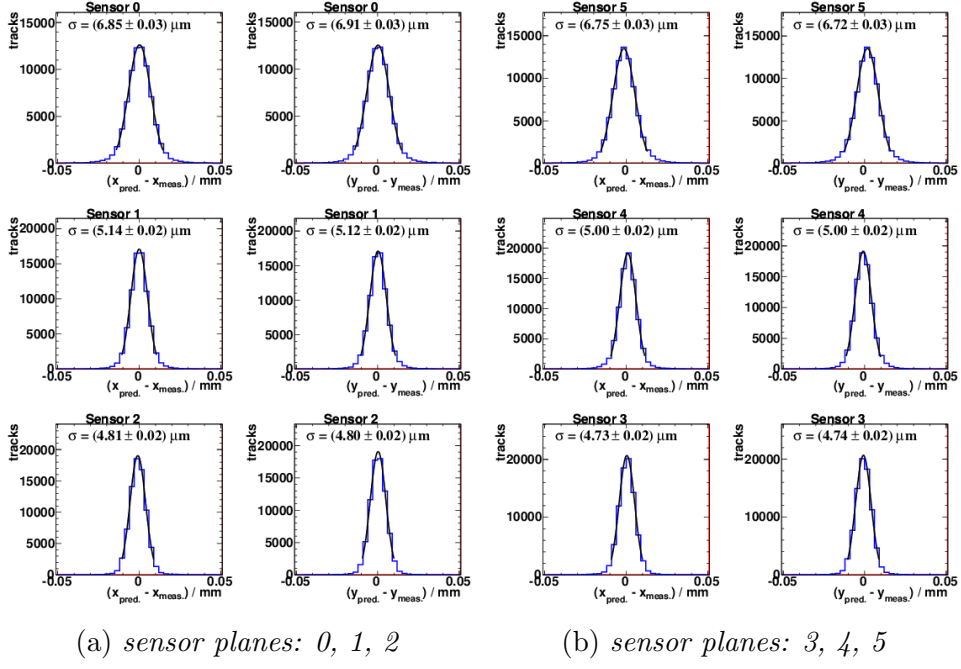 Sensor 0
σ = (6.85 ± 0.03) μm
tracks
15000
10000
5000
0
-0.05 0 0.05
(x_pred. - x_meas.) / mm
Sensor 0
σ = (6.91 ± 0.03) μm
tracks
15000
10000
5000
0
-0.05 0 0.05
(y_pred. - y_meas.) / mm
Sensor 5
σ = (6.75 ± 0.03) μm
tracks
15000
10000
5000
0
-0.05 0 0.05
(x_pred. - x_meas.) / mm
Sensor 5
σ = (6.72 ± 0.03) μm
tracks
15000
10000
5000
0
-0.05 0 0.05
(y_pred. - y_meas.) / mm
Sensor 1
σ = (5.14 ± 0.02) μm
tracks
20000
15000
10000
5000
0
-0.05 0 0.05
(x_pred. - x_meas.) / mm
Sensor 1
σ = (5.12 ± 0.02) μm
tracks
20000
15000
10000
5000
0
-0.05 0 0.05
(y_pred. - y_meas.) / mm
Sensor 4
σ = (5.00 ± 0.02) μm
tracks
20000
15000
10000
5000
0
-0.05 0 0.05
(x_pred. - x_meas.) / mm
Sensor 4
σ = (5.00 ± 0.02) μm
tracks
20000
15000
10000
5000
0
-0.05 0 0.05
(y_pred. - y_meas.) / mm
Sensor 2
σ = (4.81 ± 0.02) μm
tracks
20000
15000
10000
5000
0
-0.05 0 0.05
(x_pred. - x_meas.) / mm
Sensor 2
σ = (4.80 ± 0.02) μm
tracks
20000
15000
10000
5000
0
-0.05 0 0.05
(y_pred. - y_meas.) / mm
Sensor 3
σ = (4.73 ± 0.02) μm
tracks
20000
10000
0
-0.05 0 0.05
(x_pred. - x_meas.) / mm
Sensor 3
σ = (4.74 ± 0.02) μm
tracks
20000
10000
0
-0.05 0 0.05
(y_pred. - y_meas.) / mm
(a) sensor planes: 0, 1, 2
(b) sensor planes: 3, 4, 5